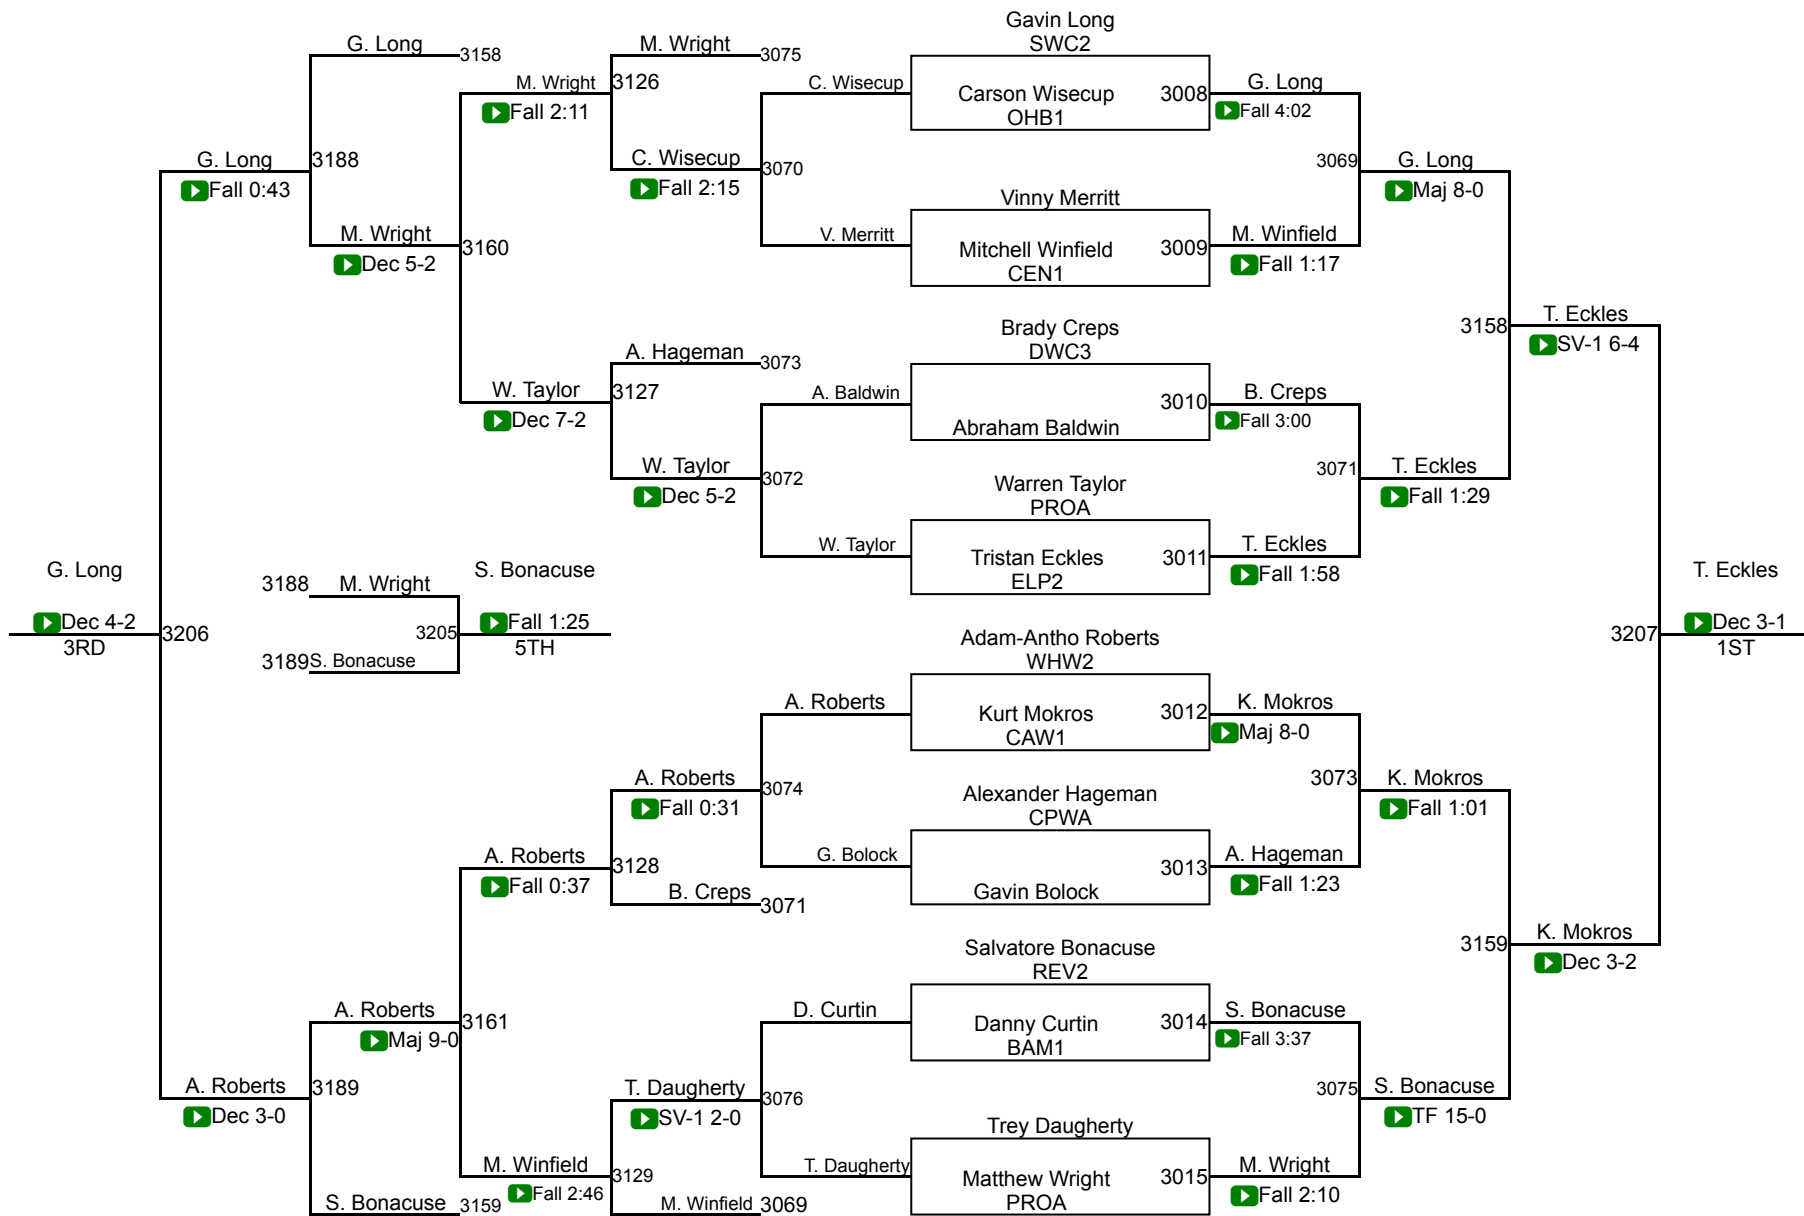 Gavin Long
SWC2
G. Long
3158
M. Wright
3075
C. Wisecup
Carson Wisecup
OHB1
3008
G. Long
Fall 4:02
M. Wright
Fall 2:11
3126
G. Long
Fall 0:43
3188
C. Wisecup
Fall 2:15
3070
3069
G. Long
Maj 8-0
Vinny Merritt
M. Wright
Dec 5-2
3160
V. Merritt
Mitchell Winfield
CEN1
3009
M. Winfield
Fall 1:17
3158
T. Eckles
SV-1 6-4
Brady Creps
DWC3
A. Hageman
3073
W. Taylor
Dec 7-2
3127
A. Baldwin
Abraham Baldwin
3010
B. Creps
Fall 3:00
W. Taylor
Dec 5-2
3072
3071
T. Eckles
Fall 1:29
Warren Taylor
PROA
W. Taylor
Tristan Eckles
ELP2
3011
T. Eckles
Fall 1:58
G. Long
Dec 4-2
3RD
3206
3188
M. Wright
3205
3189
S. Bonacuse
S. Bonacuse
Fall 1:25
5TH
3207
T. Eckles
Dec 3-1
1ST
Adam-Antho Roberts
WHW2
A. Roberts
Kurt Mokros
CAW1
3012
K. Mokros
Maj 8-0
A. Roberts
Fall 0:31
3074
3073
K. Mokros
Fall 1:01
Alexander Hageman
CPWA
G. Bolock
Gavin Bolock
3013
A. Hageman
Fall 1:23
A. Roberts
Fall 0:37
3128
B. Creps
3071
3159
K. Mokros
Dec 3-2
Salvatore Bonacuse
REV2
A. Roberts
Maj 9-0
3161
D. Curtin
Danny Curtin
BAM1
3014
S. Bonacuse
Fall 3:37
A. Roberts
Dec 3-0
3189
T. Daugherty
SV-1 2-0
3076
3075
S. Bonacuse
TF 15-0
Trey Daugherty
M. Winfield
Fall 2:46
3129
T. Daugherty
Matthew Wright
PROA
3015
M. Wright
Fall 2:10
S. Bonacuse
3159
M. Winfield
3069